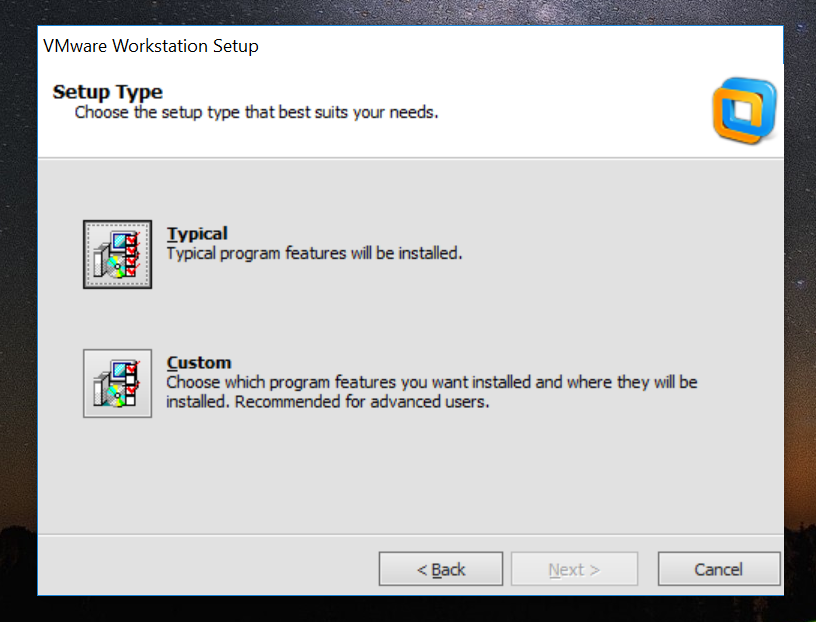 VMware Workstation Setup
Setup Type
Choose the setup type that best suits your needs.
Typical
Typical program features will be installed.
Custom
Choose which program features you want installed and where they will be
installed. Recommended for advanced users.
< Back
Next >
Cancel